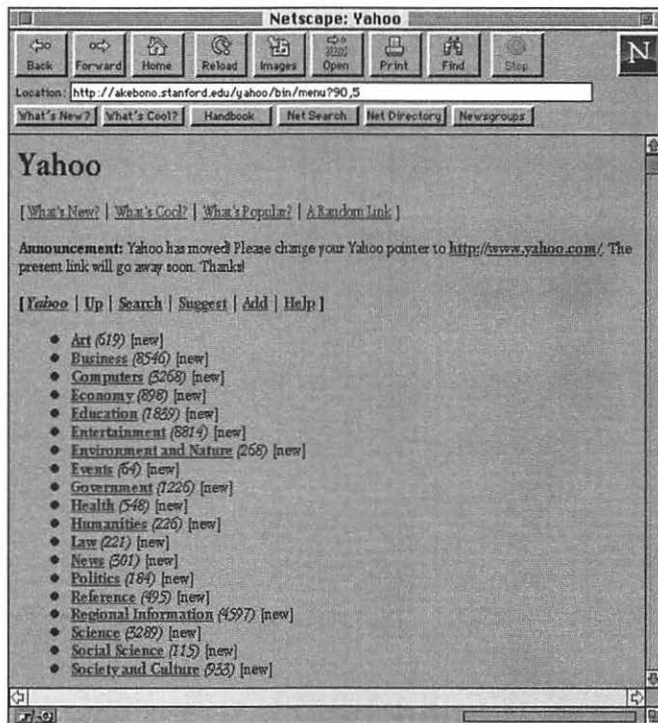 Netscape: Yahoo
Back Forward Home Reload Images Open Print Find Stop
N
Location: http://akebono.stanford.edu/yahoo/bin/menu?90,5
What's New? What's Cool? Handbook Net Search Net Directory Newsgroups
Yahoo
[ What's New? | What's Cool? | What's Popular? | A Random Link ]
Announcement: Yahoo has moved! Please change your Yahoo pointer to http://www.yahoo.com/. The
present link will go away soon. Thanks!
[ Yahoo | Up | Search | Suggest | Add | Help ]
Art (619) [new]
Business (8546) [new]
Computers (3268) [new]
Economy (898) [new]
Education (1839) [new]
Entertainment (8814) [new]
Environment and Nature (268) [new]
Events (64) [new]
Government (1226) [new]
Health (548) [new]
Humanities (226) [new]
Law (221) [new]
News (301) [new]
Politics (184) [new]
Reference (495) [new]
Regional Information (4597) [new]
Science (3289) [new]
Social Science (115) [new]
Society and Culture (933) [new]